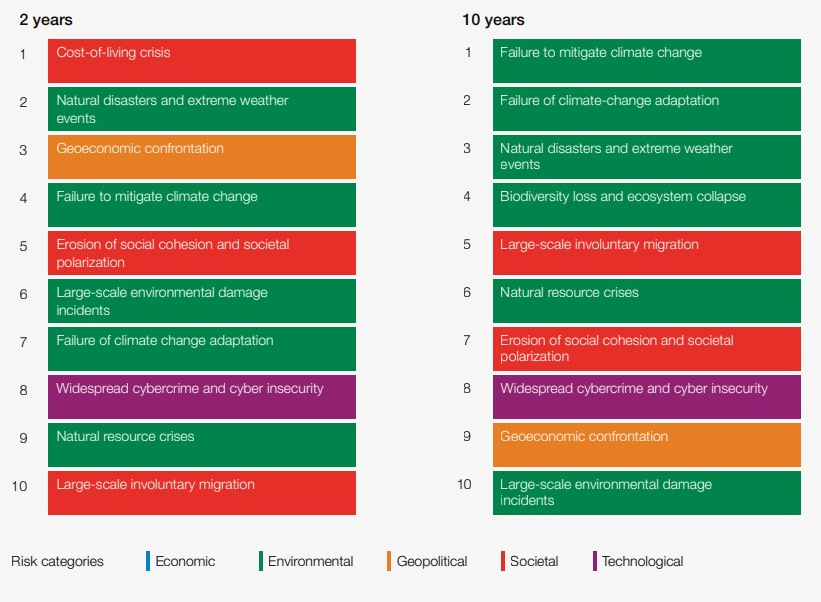 2 years
1
Cost-of-living crisis
2
Natural disasters and extreme weather
events
3
Geoeconomic confrontation
4
Failure to mitigate climate change
5
Erosion of social cohesion and societal
polarization
6
Large-scale environmental damage
incidents
7
Failure of climate change adaptation
8
Widespread cybercrime and cyber insecurity
9
Natural resource crises
10
Large-scale involuntary migration
10 years
1
Failure to mitigate climate change
2
Failure of climate-change adaptation
3
Natural disasters and extreme weather
events
4
Biodiversity loss and ecosystem collapse
5
Large-scale involuntary migration
6
Natural resource crises
7
Erosion of social cohesion and societal
polarization
8
Widespread cybercrime and cyber insecurity
9
Geoeconomic confrontation
10
Large-scale environmental damage
incidents
Risk categories Economic Environmental Geopolitical Societal Technological